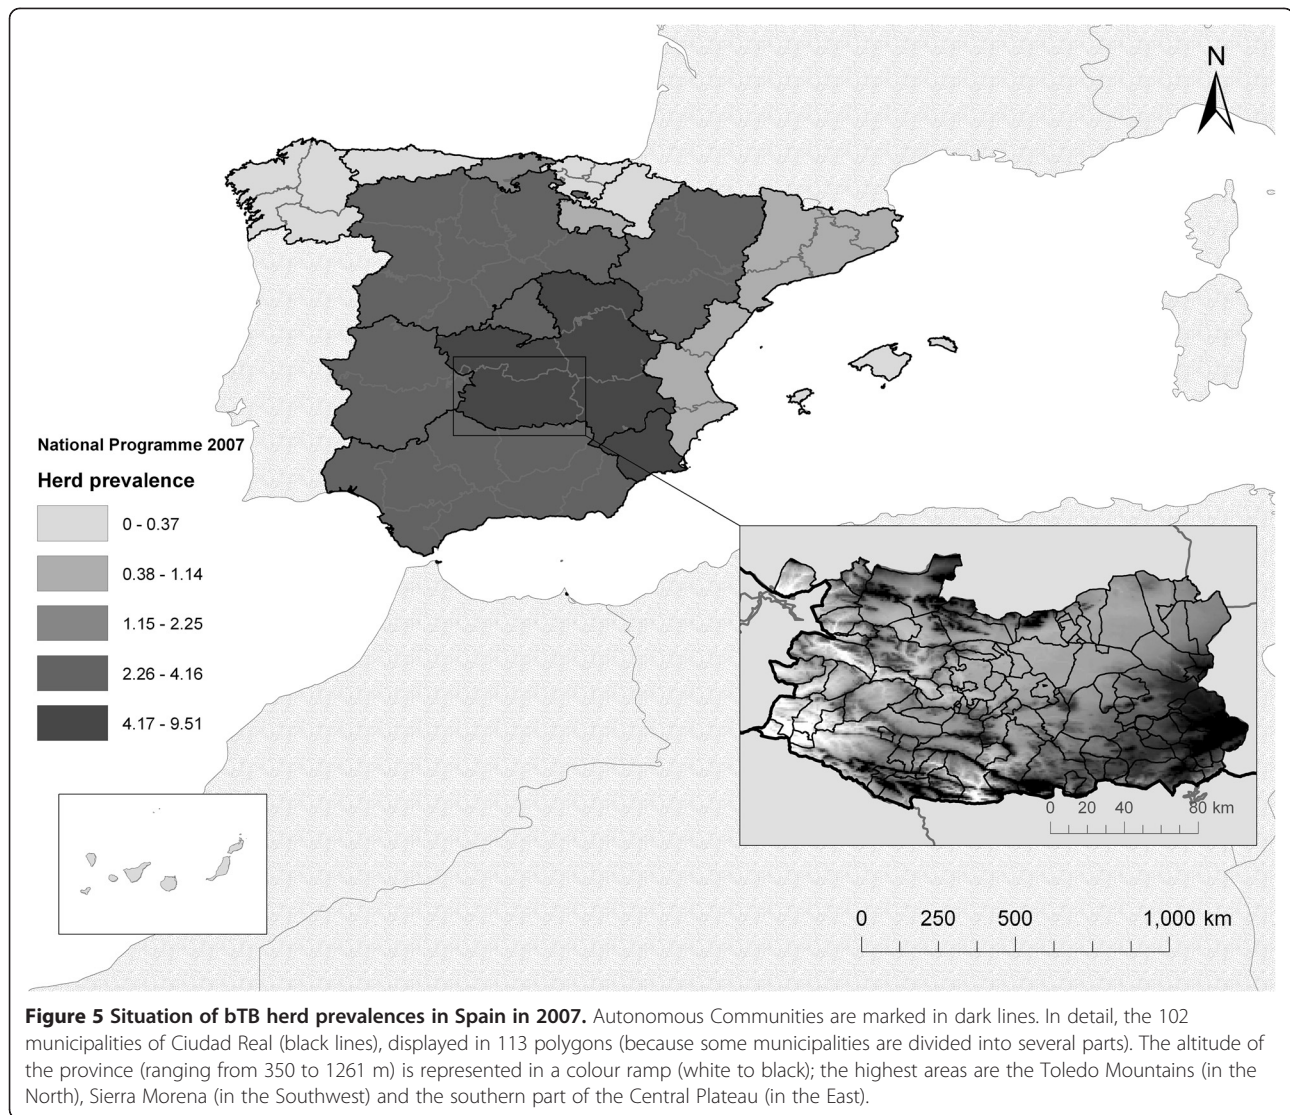 N
National Programme 2007
Herd prevalence
0 - 0.37
0.38 - 1.14
1.15 - 2.25
2.26 - 4.16
4.17 - 9.51
0 20 40 80 km
0 250 500 1,000 km
Figure 5 Situation of bTB herd prevalences in Spain in 2007. Autonomous Communities are marked in dark lines. In detail, the 102
municipalities of Ciudad Real (black lines), displayed in 113 polygons (because some municipalities are divided into several parts). The altitude of
the province (ranging from 350 to 1261 m) is represented in a colour ramp (white to black); the highest areas are the Toledo Mountains (in the
North), Sierra Morena (in the Southwest) and the southern part of the Central Plateau (in the East).